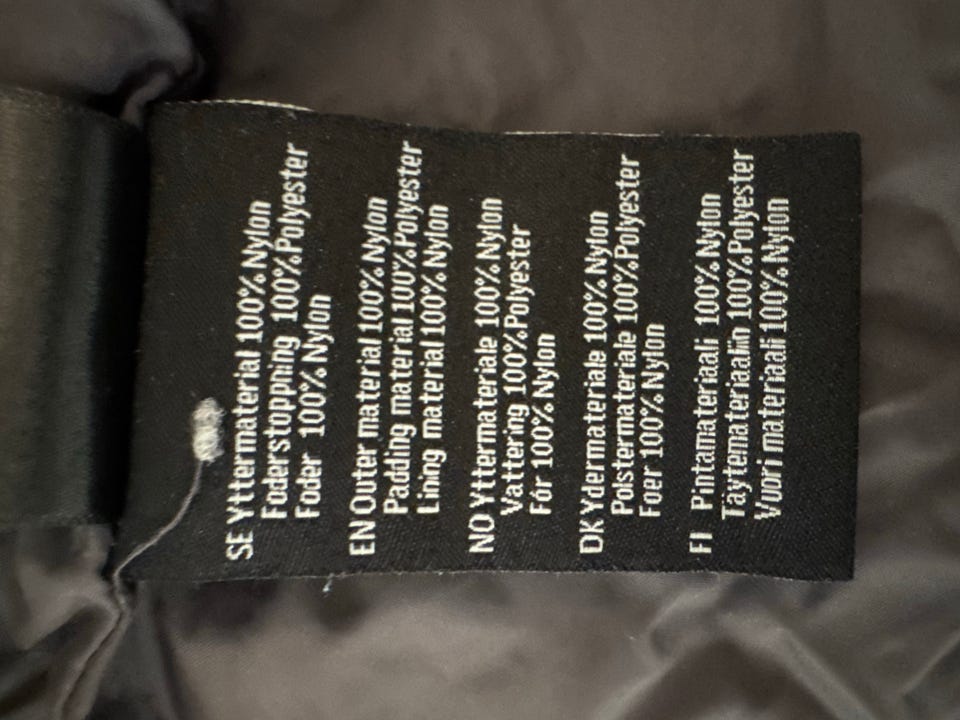 SE Yttermaterial 100% Nylon
Foderstoppning 100% Polyester
Foder 100% Nylon
EN Outer material 100% Nylon
Padding material 100% Polyester
Lining material 100% Nylon
NO Yttermateriale 100% Nylon
Vattering 100% Polyester
Fór 100% Nylon
DK Ydermateriale 100% Nylon
Polstermateriale 100% Polyester
Foer 100% Nylon
FI Pintamateriaali 100% Nylon
Täytemateriaaliin 100% Polyester
Vuori materiaali 100% Nylon